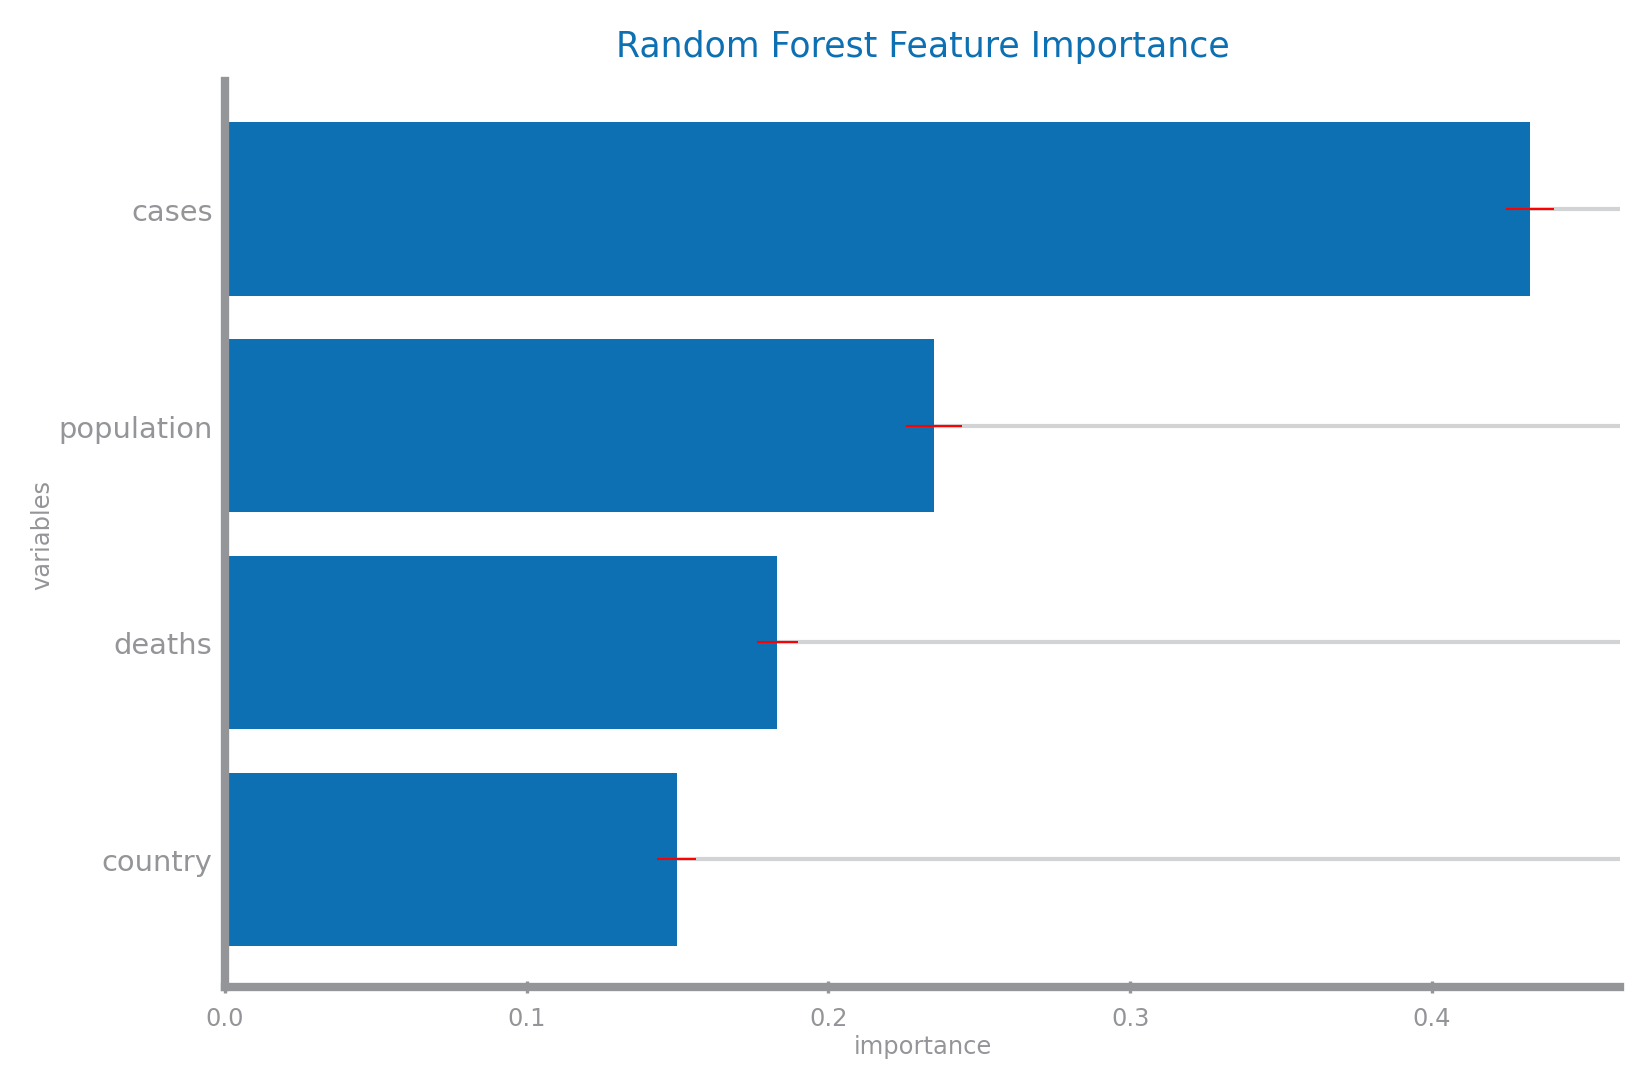 Random Forest Feature Importance
cases
population
deaths
country
variables
0.0 0.1 0.2 0.3 0.4
importance